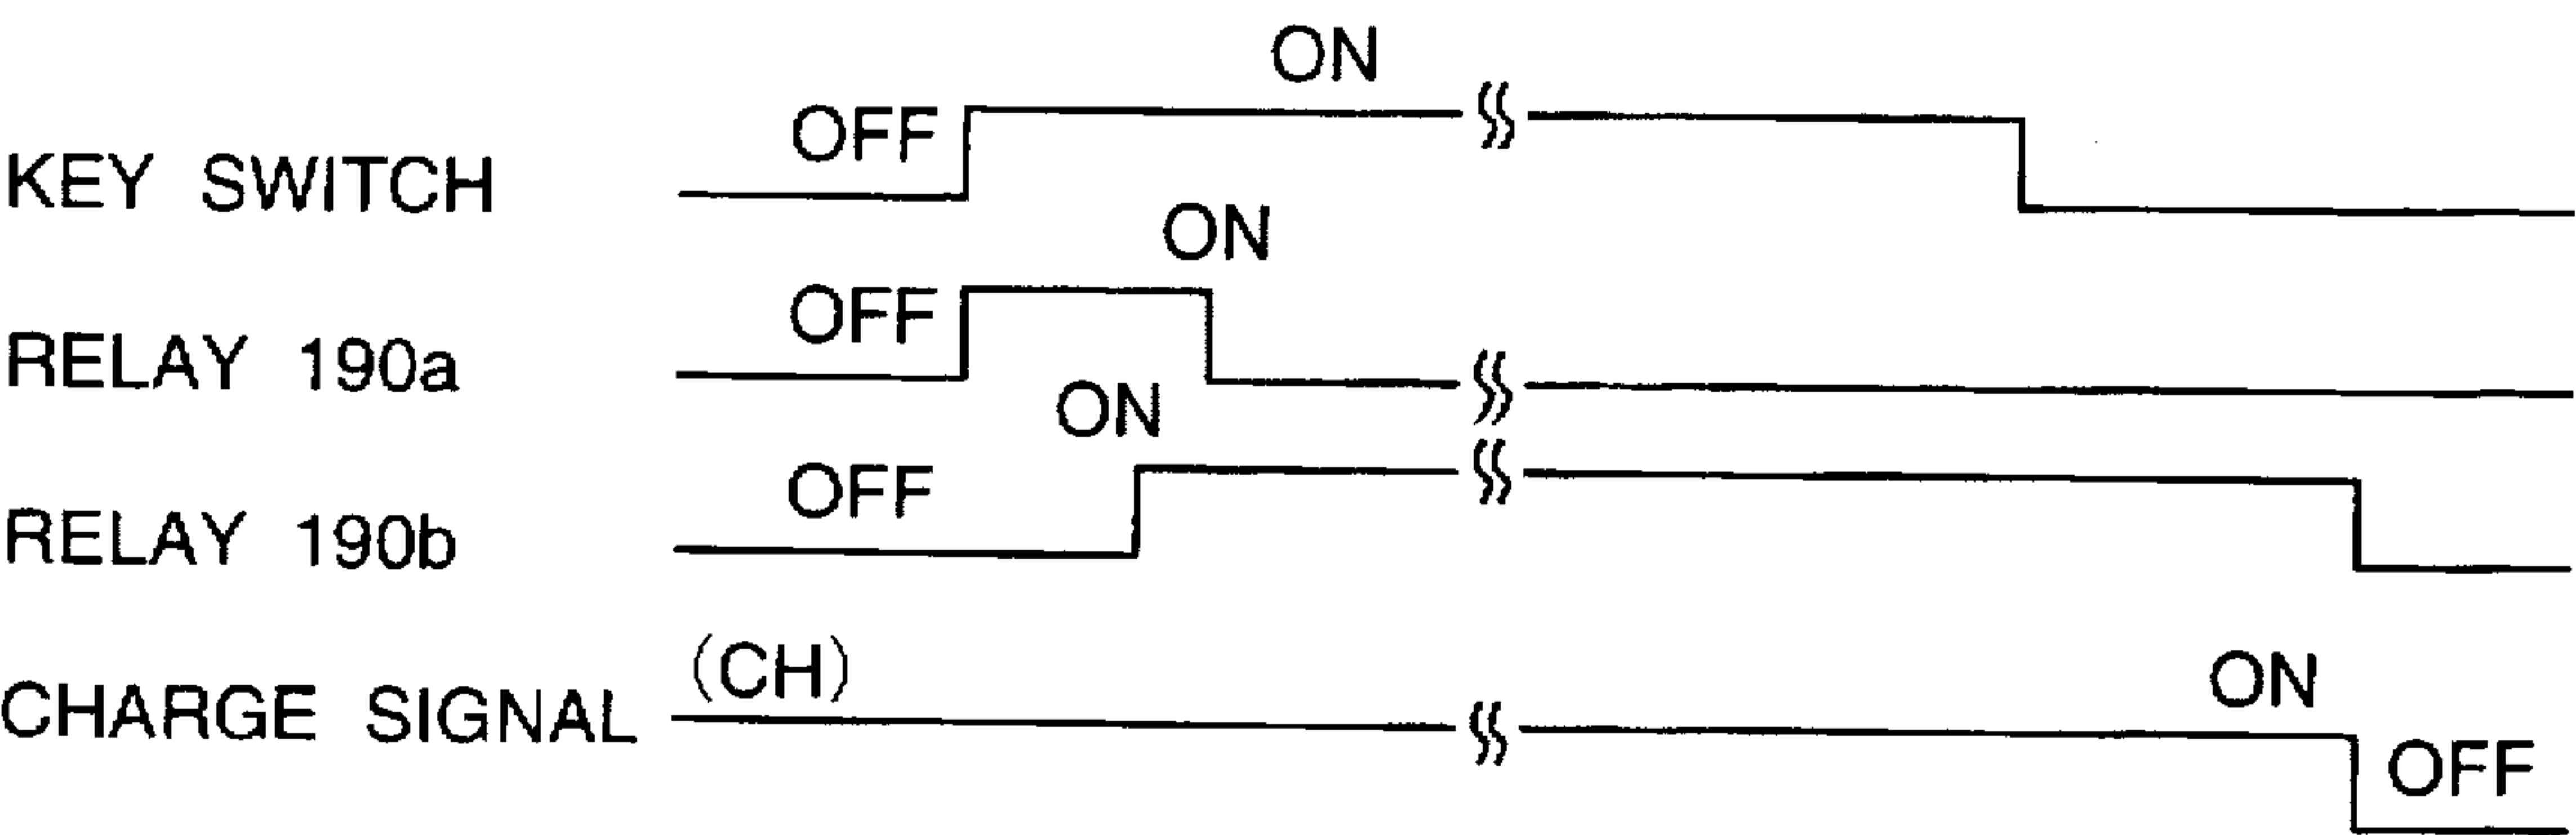 ON
OFF
KEY SWITCH
ON
OFF
RELAY 190a
ON
OFF
RELAY 190b
(CH)
CHARGE SIGNAL
ON
OFF